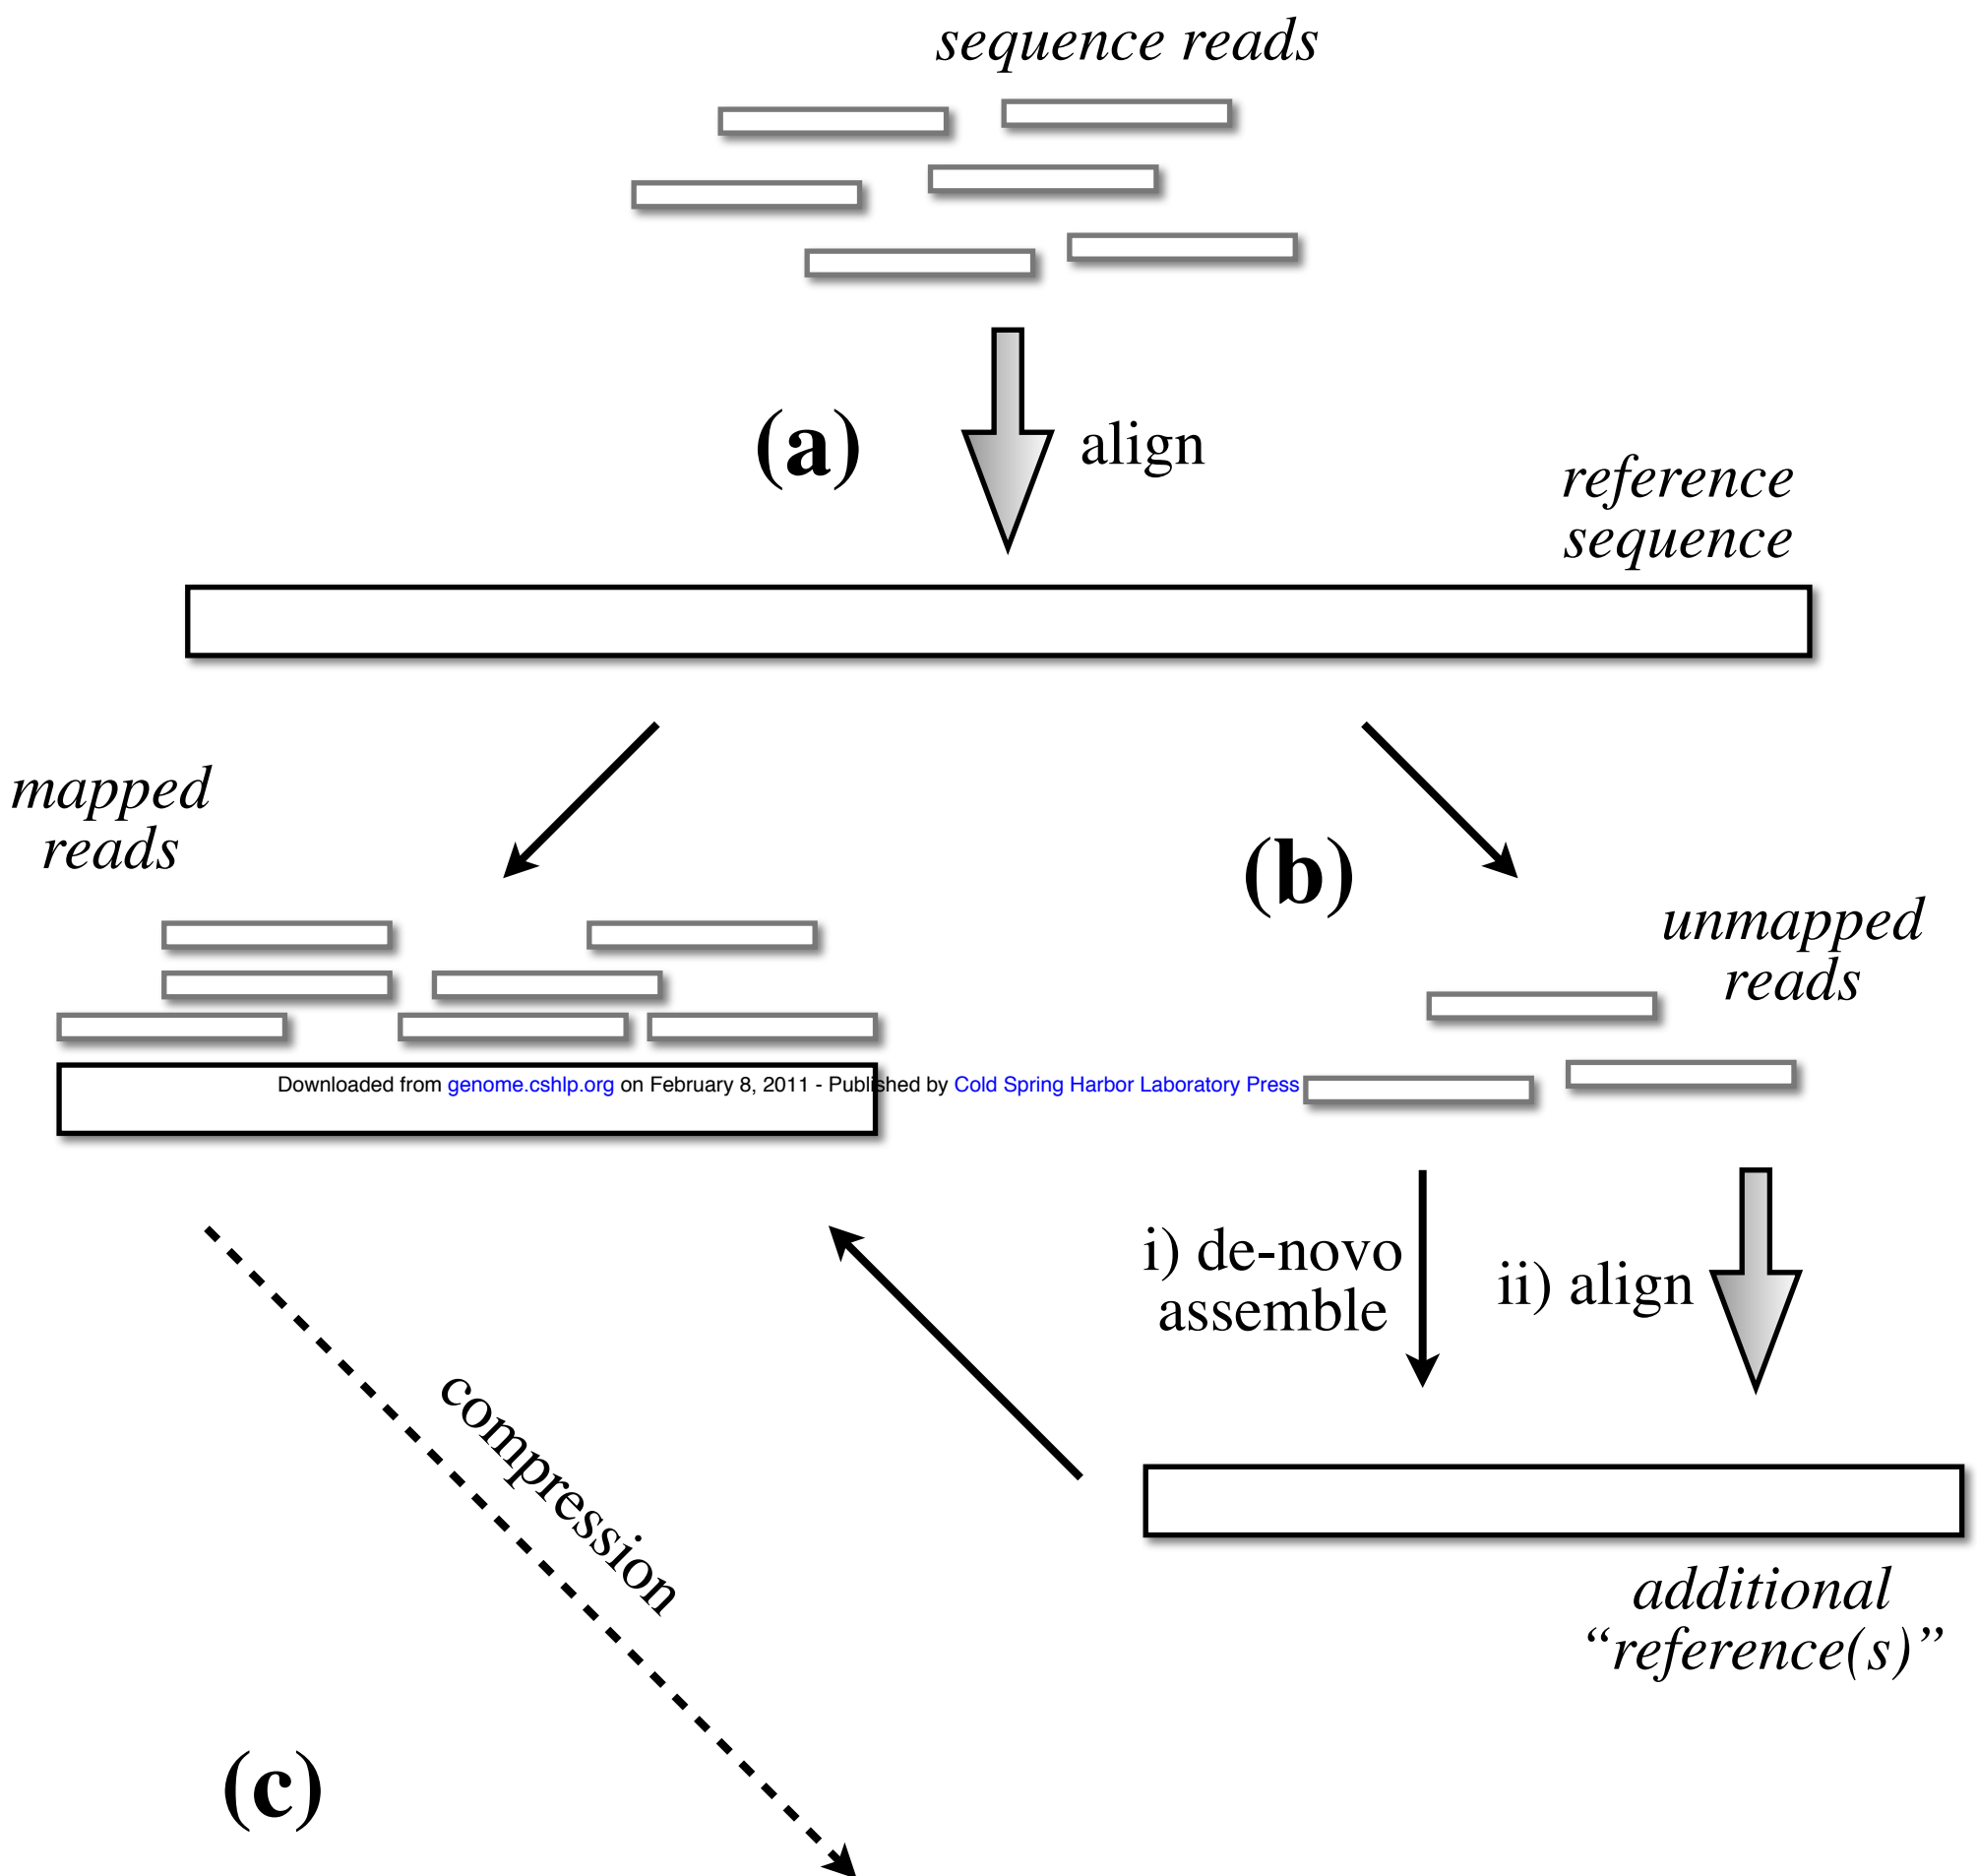 sequence reads
(a)
align
reference
sequence
mapped
reads
(b)
unmapped
reads
Downloaded from genome.cshlp.org on February 8, 2011 - Published by Cold Spring Harbor Laboratory Press
i) de-novo
assemble
ii) align
compression
additional
“reference(s)”
(c)